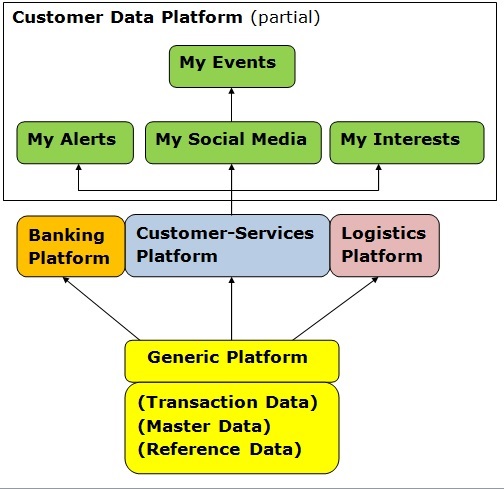 Customer Data Platform (partial)
My Events
My Alerts
My Social Media
My Interests
Banking
Platform
Customer-Services
Platform
Logistics
Platform
Generic Platform
(Transaction Data)
(Master Data)
(Reference Data)